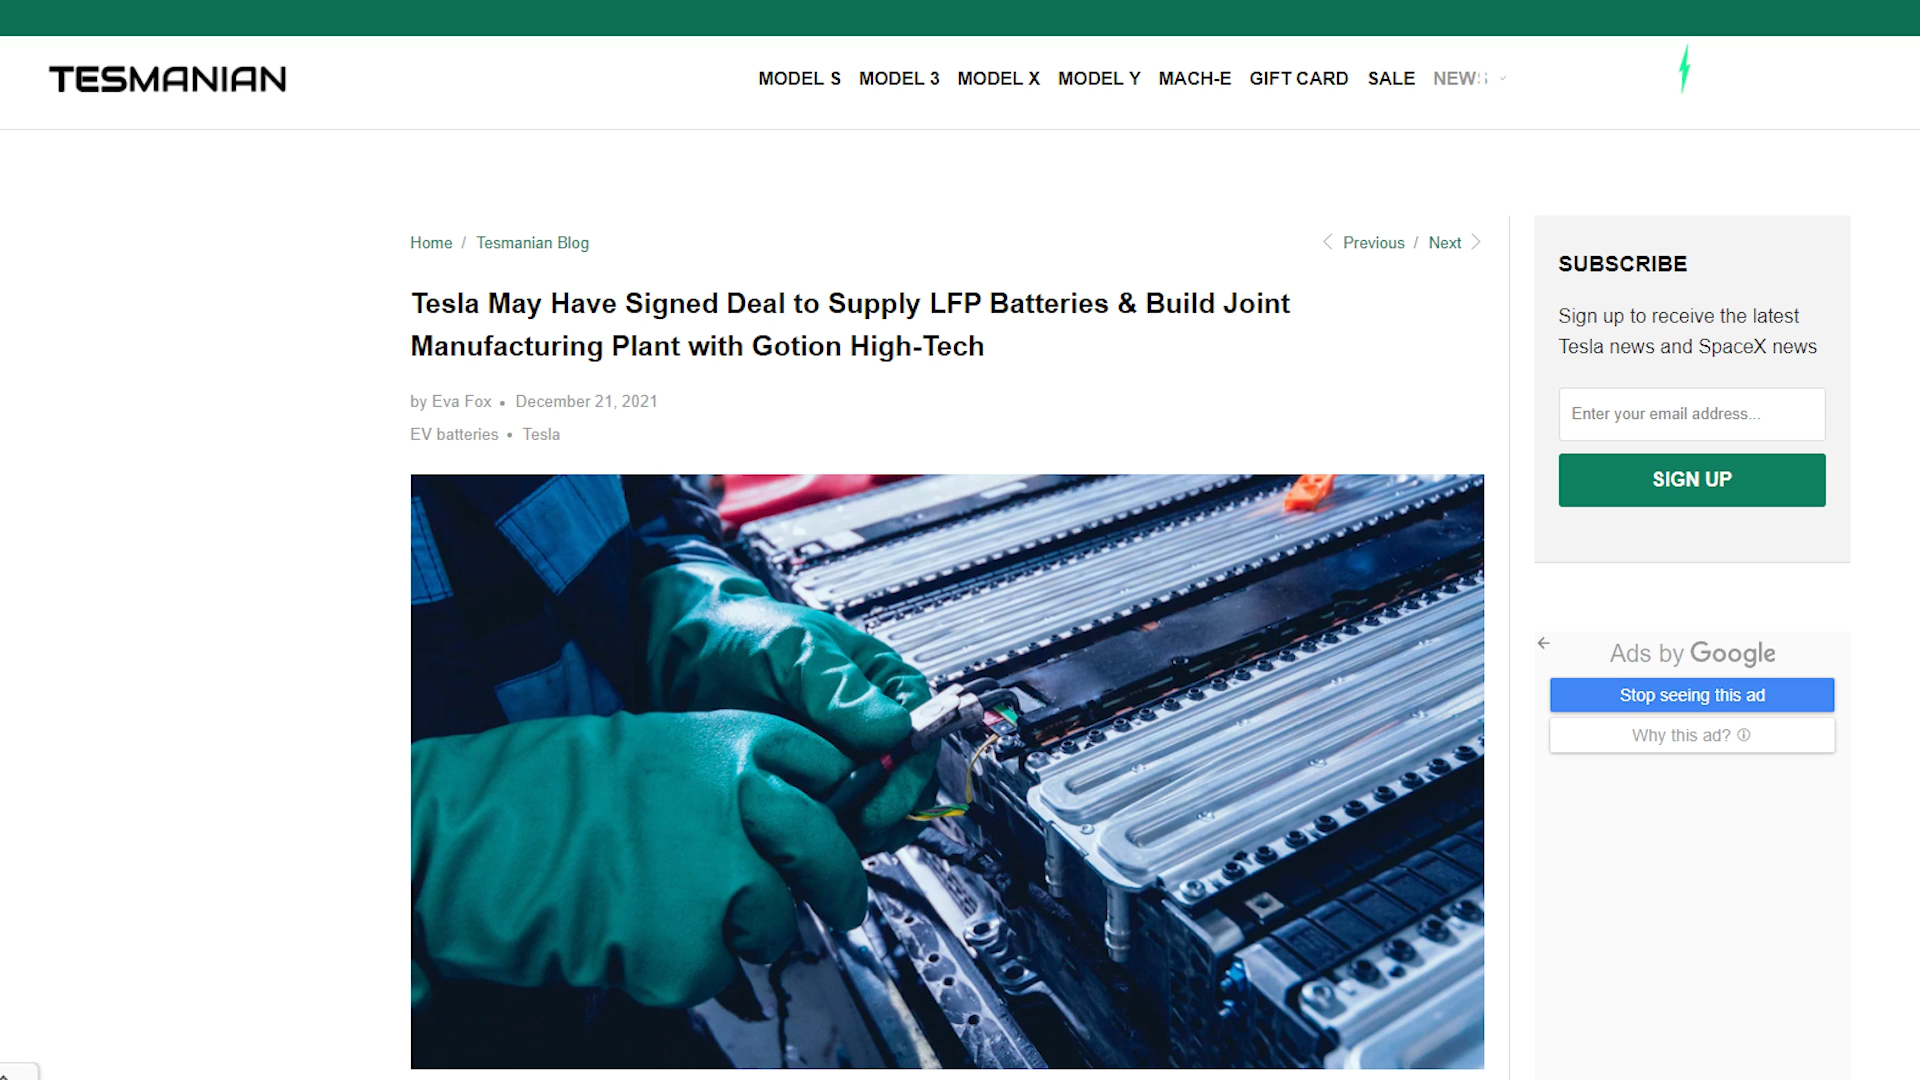 TESMANIAN
MODEL S MODEL 3 MODEL X MODEL Y MACH-E GIFT CARD SALE NEWS
Home / Tesmanian Blog
Previous / Next
Tesla May Have Signed Deal to Supply LFP Batteries & Build Joint
Manufacturing Plant with Gotion High-Tech
by Eva Fox • December 21, 2021
EV batteries • Tesla
SUBSCRIBE
Sign up to receive the latest
Tesla news and SpaceX news
Enter your email address...
SIGN UP
Ads by Google
Stop seeing this ad
Why this ad?